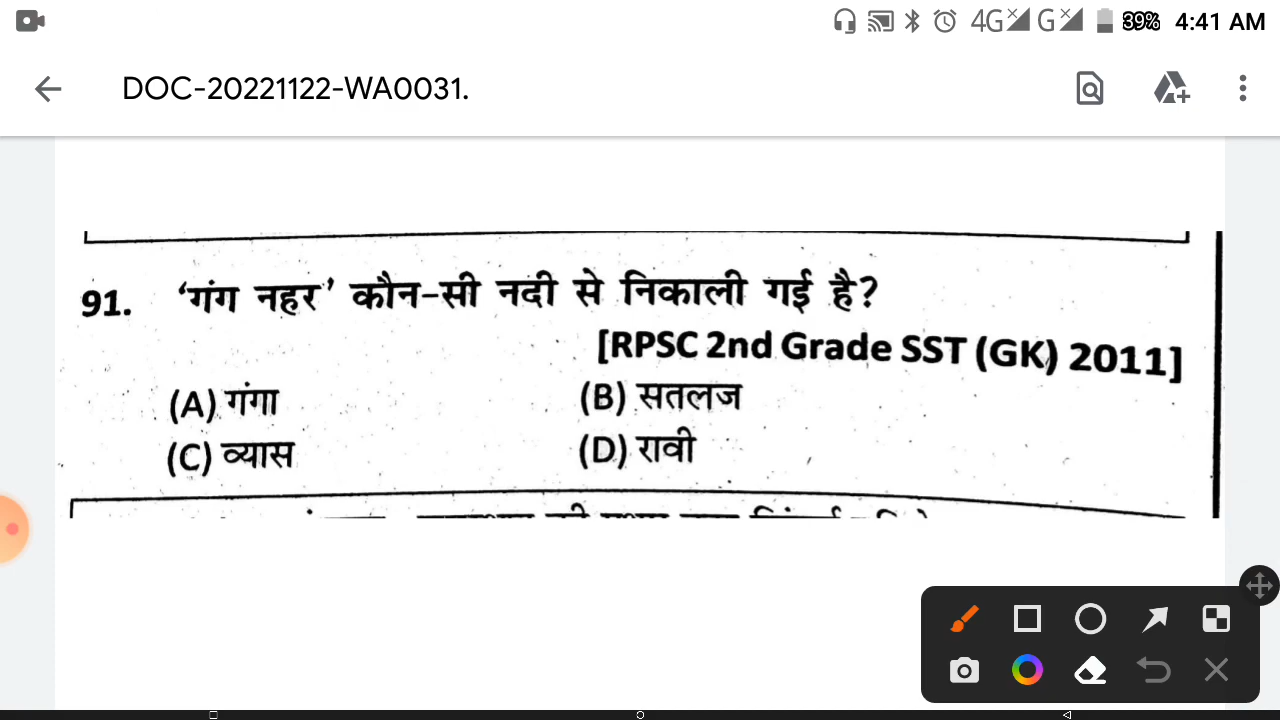 39% 4:41 AM
4G G
DOC-20221122-WA0031.
91. 'गंग नहर' कौन-सी नदी से निकाली गई है?
[RPSC 2nd Grade SST (GK) 2011]
(A) गंगा (B) सतलज
(C) व्यास (D) रावी